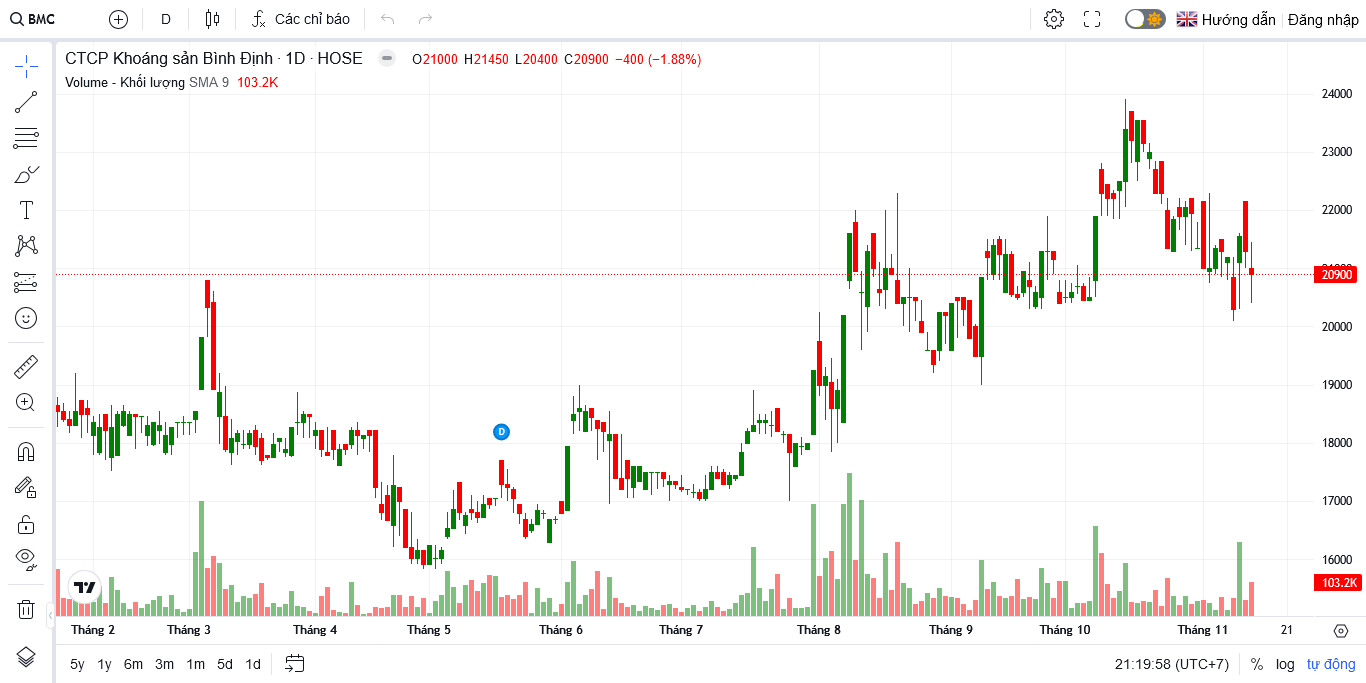 BMC D Các chỉ báo Hướng dẫn Đăng nhập
CTCP Khoáng sản Bình Định · 1D · HOSE O21000 H21450 L20400 C20900 −400 (−1.88%)
Volume - Khối lượng SMA 9 103.2K
24000
23000
22000
20900
20000
19000
D
18000
17000
16000
103.2K
Tháng 2 Tháng 3 Tháng 4 Tháng 5 Tháng 6 Tháng 7 Tháng 8 Tháng 9 Tháng 10 Tháng 11 21
5y 1y 6m 3m 1m 5d 1d 21:19:58 (UTC+7) % log tự động